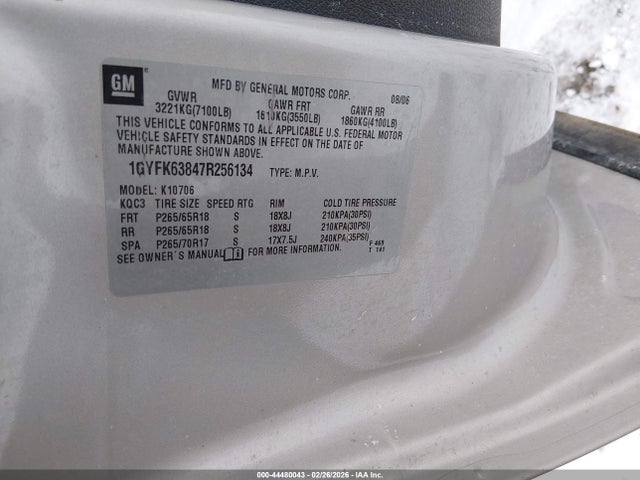 GM
MFD BY GENERAL MOTORS CORP. 08/06
GVWR GAWR FRT GAWR RR
3221KG(7100LB) 1610KG(3550LB) 1860KG(4100LB)
THIS VEHICLE CONFORMS TO ALL APPLICABLE U.S. FEDERAL MOTOR
VEHICLE SAFETY STANDARDS IN EFFECT ON THE DATE OF
MANUFACTURE SHOWN ABOVE.
1GYFK63847R256134 TYPE: M.P.V.
MODEL: K10706
KQC3 TIRE SIZE SPEED RTG RIM COLD TIRE PRESSURE
FRT P265/65R18 S 18X8J 210KPA(30PSI)
RR P265/65R18 S 18X8J 210KPA(30PSI)
SPA P265/70R17 S 17X7.5J 240KPA(35PSI)
SEE OWNER'S MANUAL FOR MORE INFORMATION.
000-44480043 - 02/26/2026 - IAAI.COM